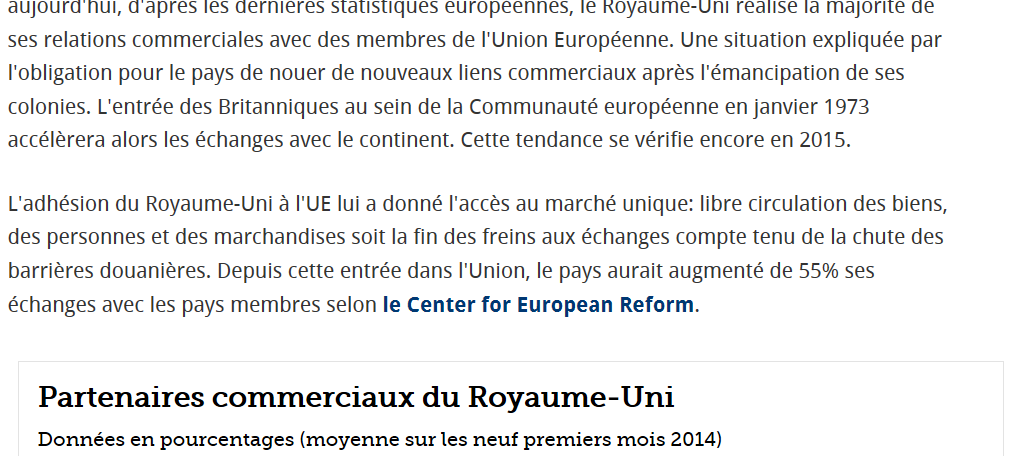 aujourd'hui, d'après les dernières statistiques européennes, le Royaume-Uni réalise la majorité de
ses relations commerciales avec des membres de l'Union Européenne. Une situation expliquée par
l'obligation pour le pays de nouer de nouveaux liens commerciaux après l'émancipation de ses
colonies. L'entrée des Britanniques au sein de la Communauté européenne en janvier 1973
accélèrera alors les échanges avec le continent. Cette tendance se vérifie encore en 2015.
L'adhésion du Royaume-Uni à l'UE lui a donné l'accès au marché unique: libre circulation des biens,
des personnes et des marchandises soit la fin des freins aux échanges compte tenu de la chute des
barrières douanières. Depuis cette entrée dans l'Union, le pays aurait augmenté de 55% ses
échanges avec les pays membres selon le Center for European Reform.
Partenaires commerciaux du Royaume-Uni
Données en pourcentages (moyenne sur les neuf premiers mois 2014)